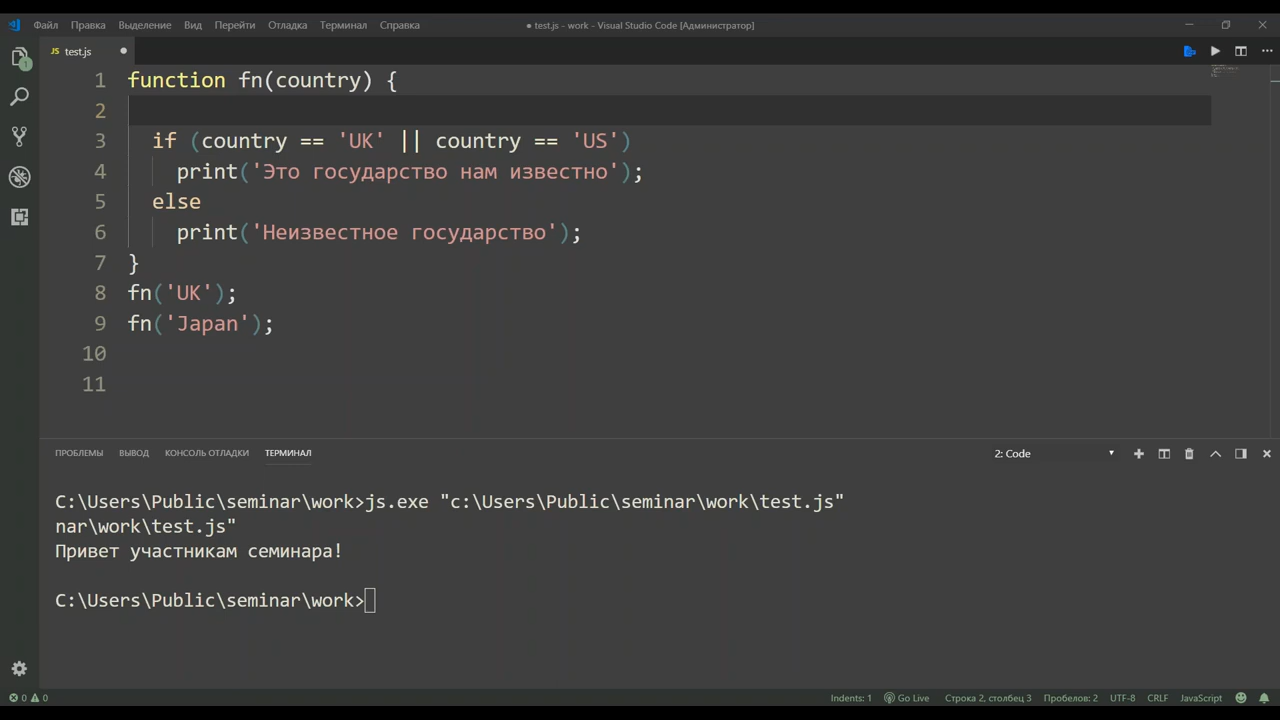 Файл Правка Выделение Вид Перейти Отладка Терминал Справка ● test.js - work - Visual Studio Code [Администратор]
JS test.js
1 function fn(country) {
2
3 if (country == 'UK' || country == 'US')
4 print('Это государство нам известно');
5 else
6 print('Неизвестное государство');
7 }
8 fn('UK');
9 fn('Japan');
10
11
ПРОБЛЕМЫ ВЫВОД КОНСОЛЬ ОТЛАДКИ ТЕРМИНАЛ 2: Code
C:\Users\Public\seminar\work>js.exe "c:\Users\Public\seminar\work\test.js"
nar\work\test.js"
Привет участникам семинара!
C:\Users\Public\seminar\work>
0 0 Indents: 1 Go Live Строка 2, столбец 3 Пробелов: 2 UTF-8 CRLF JavaScript